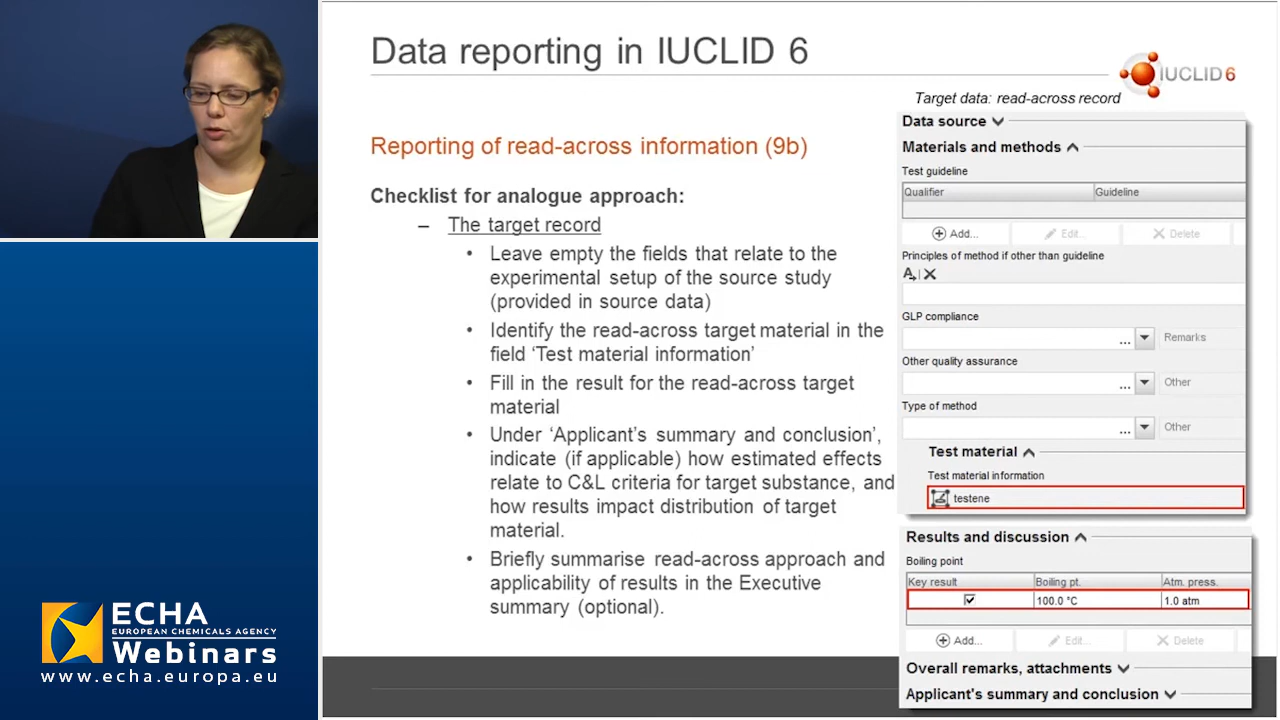 Data reporting in IUCLID 6
IUCLID 6
Target data: read-across record
Reporting of read-across information (9b)
Checklist for analogue approach:
– The target record
• Leave empty the fields that relate to the
experimental setup of the source study
(provided in source data)
• Identify the read-across target material in the
field ‘Test material information’
• Fill in the result for the read-across target
material
• Under ‘Applicant’s summary and conclusion’,
indicate (if applicable) how estimated effects
relate to C&L criteria for target substance, and
how results impact distribution of target
material.
• Briefly summarise read-across approach and
applicability of results in the Executive
summary (optional).
Data source
Materials and methods
Test guideline
Qualifier Guideline
Add... Edit... Delete
Principles of method if other than guideline
A
GLP compliance
... Remarks
Other quality assurance
... Other
Type of method
... Other
Test material
Test material information
testene
Results and discussion
Boiling point
Key result Boiling pt. Atm. press.
100.0 °C 1.0 atm
Add... Edit... Delete
Overall remarks, attachments
Applicant's summary and conclusion
ECHA
EUROPEAN CHEMICALS AGENCY
Webinars
www.echa.europa.eu